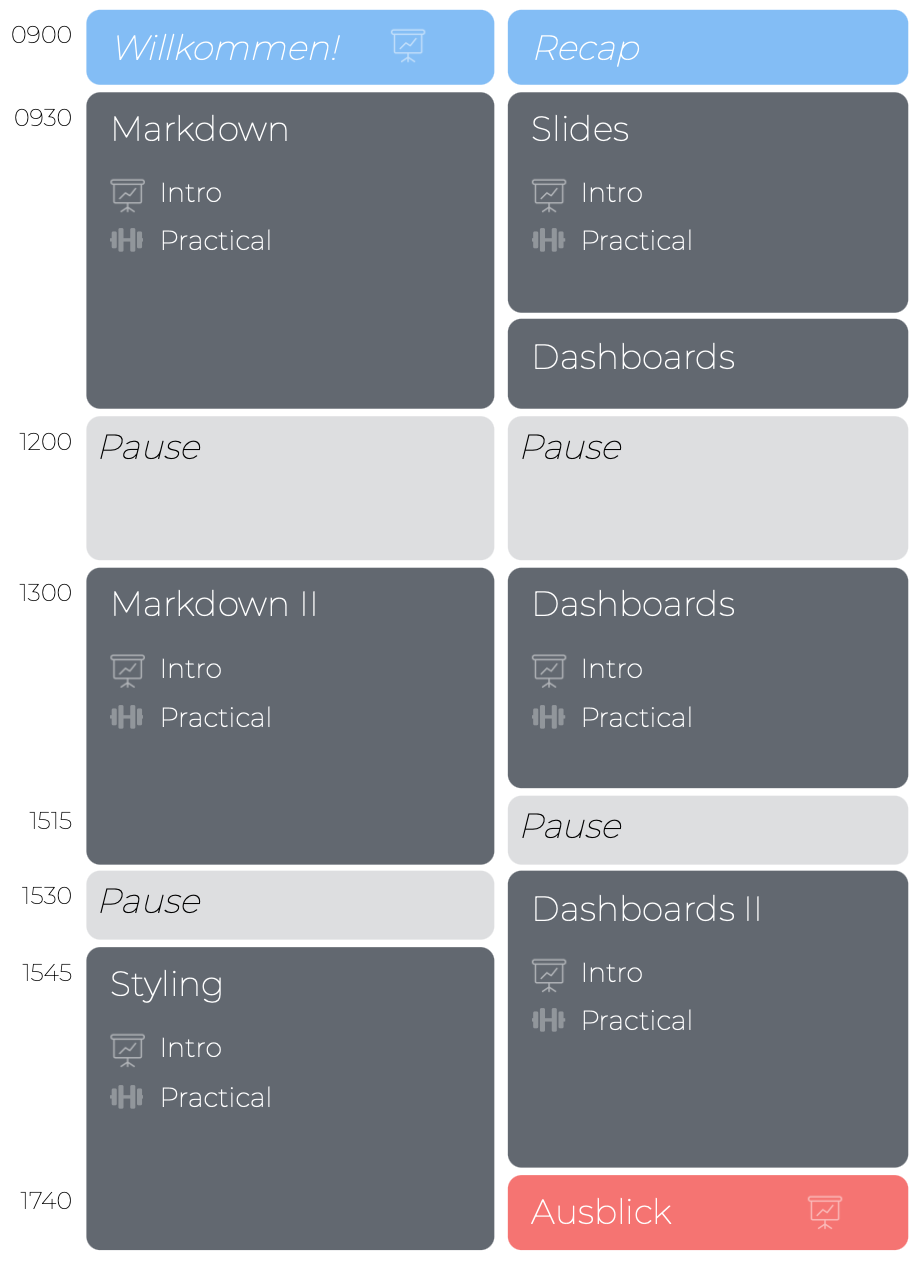 0900
Willkommen!
Recap
0930
Markdown
Intro
Practical
Slides
Intro
Practical
Dashboards
1200
Pause
Pause
1300
Markdown II
Intro
Practical
Dashboards
Intro
Practical
1515
Pause
1530
Pause
Dashboards II
Intro
Practical
1545
Styling
Intro
Practical
1740
Ausblick